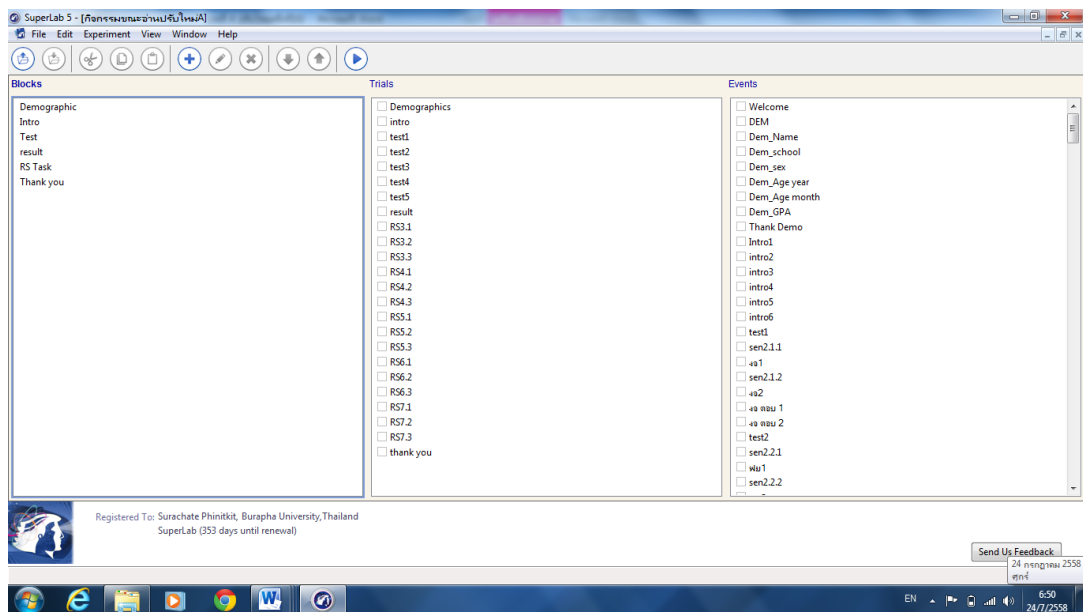 SuperLab 5 - [กิจกรรมขณะอ่านปรับใหม่A]
File Edit Experiment View Window Help
Blocks
Demographic
Intro
Test
result
RS Task
Thank you
Trials
Demographics
intro
test1
test2
test3
test4
test5
result
RS3.1
RS3.2
RS3.3
RS4.1
RS4.2
RS4.3
RS5.1
RS5.2
RS5.3
RS6.1
RS6.2
RS6.3
RS7.1
RS7.2
RS7.3
thank you
Events
Welcome
DEM
Dem_Name
Dem_school
Dem_sex
Dem_Age year
Dem_Age month
Dem_GPA
Thank Demo
Intro1
intro2
intro3
intro4
intro5
intro6
test1
sen2.1.1
งจ1
sen2.1.2
งจ2
งจ ตอบ 1
งจ ตอบ 2
test2
sen2.2.1
ฟม1
sen2.2.2
Registered To: Surachate Phinitkit, Burapha University,Thailand
SuperLab (353 days until renewal)
Send Us Feedback
24 กรกฎาคม 2558
ศุกร์
EN
6:50
24/7/2558